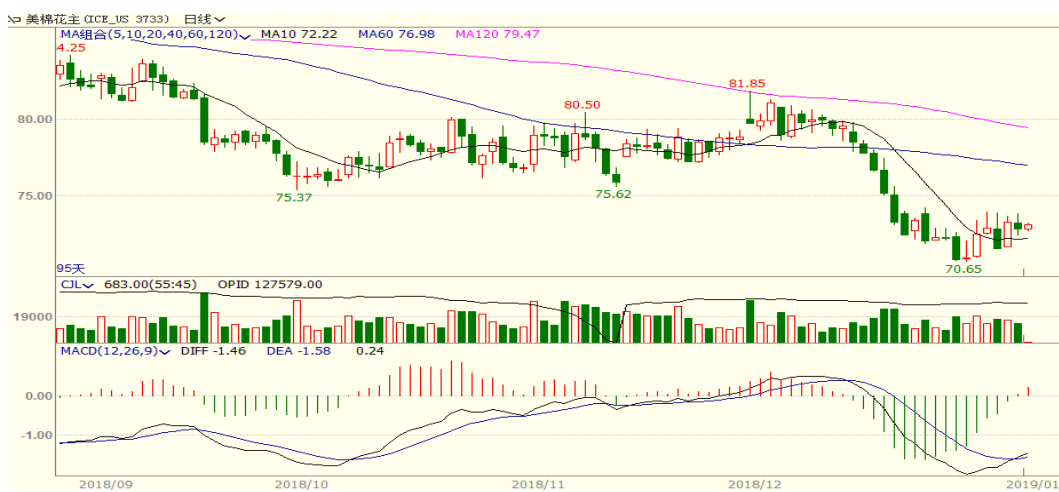 美棉花主(ICE_US 3733) 日线
MA组合(5,10,20,40,60,120) MA10 72.22 MA60 76.98 MA120 79.47
4.25
81.85
80.50
80.00
75.37
75.62
75.00
70.65
95天
CJL 683.00(55:45) OPID 127579.00
19000
MACD(12,26,9) DIFF -1.46 DEA -1.58 0.24
0.00
-1.00
2018/09 2018/10 2018/11 2018/12 2019/01